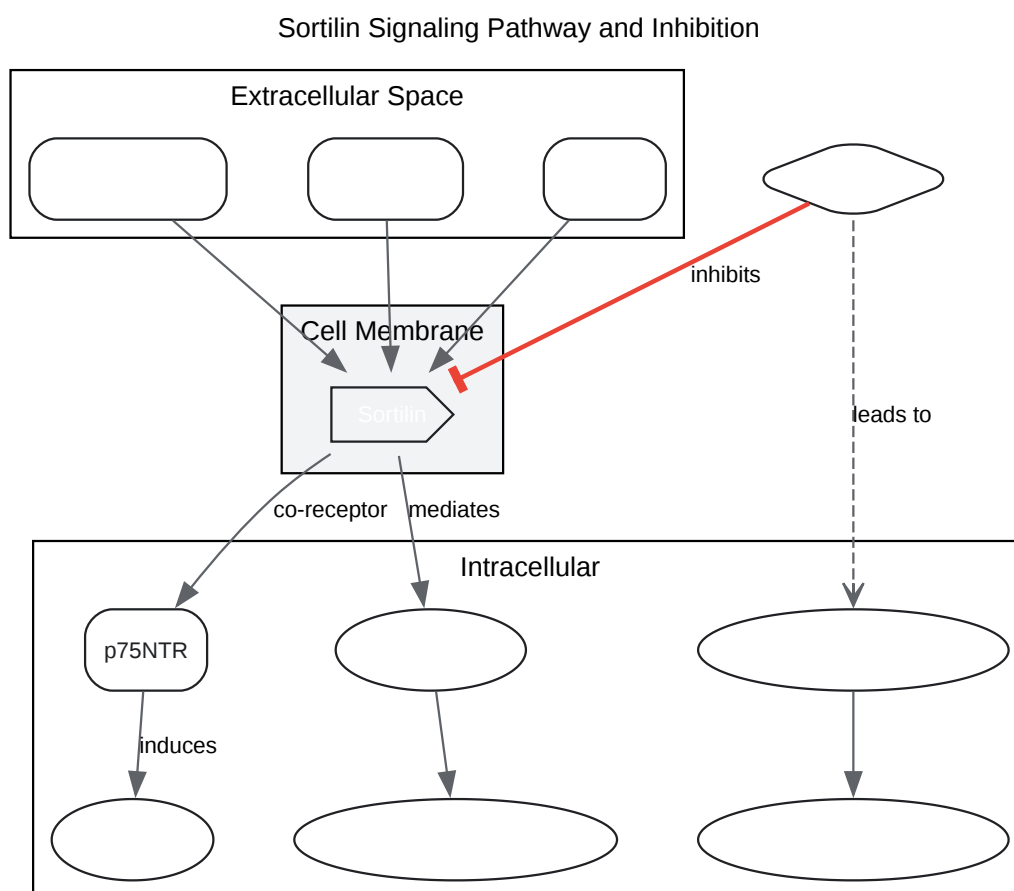 Sortilin Signaling Pathway and Inhibition
Extracellular Space
inhibits
Cell Membrane
Sortilin
leads to
co-receptor
mediates
Intracellular
p75NTR
induces